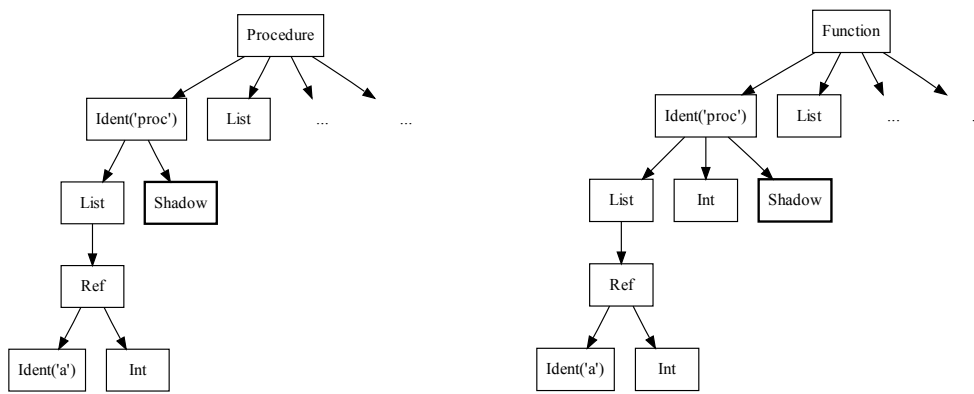 Procedure
Ident('proc')
List
...
...
List
Shadow
Ref
Ident('a')
Int
Function
Ident('proc')
List
...
List
Int
Shadow
Ref
Ident('a')
Int